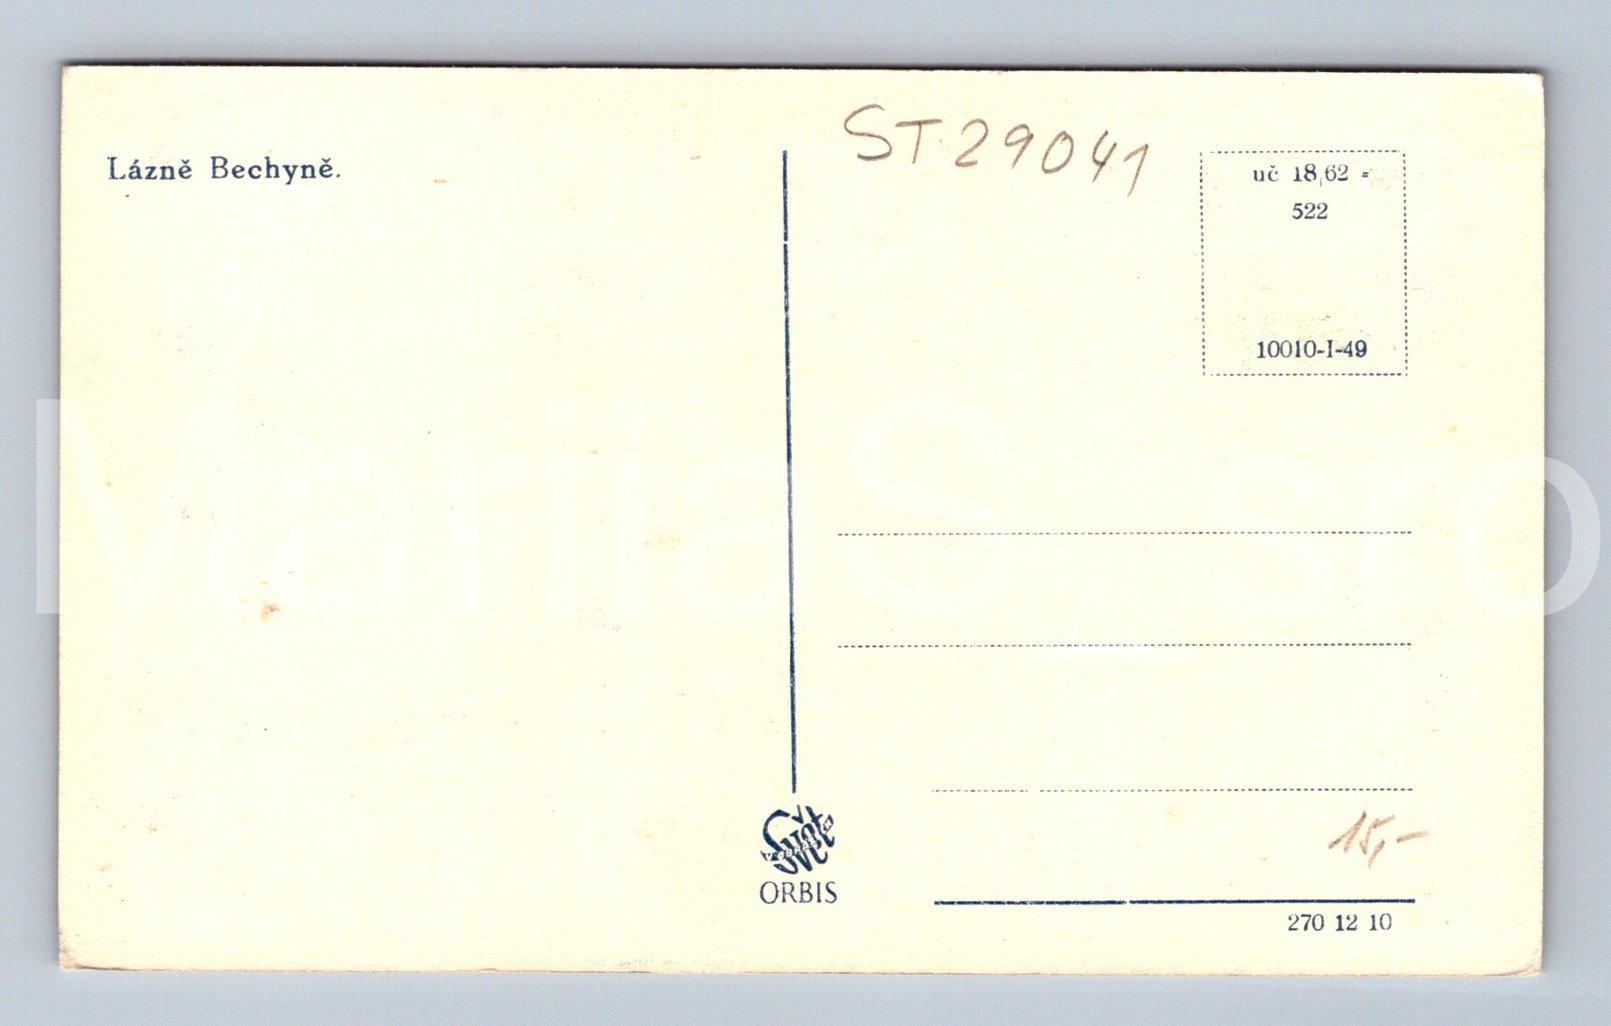 Lázně Bechyně.
ST29041
uč 18,62 =
522
10010-I-49
Svět
ORBIS
15,-
270 12 10